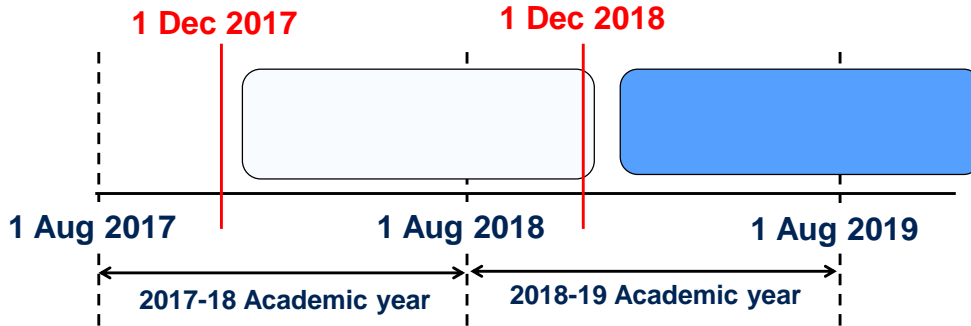 1 Dec 2017
1 Dec 2018
1 Aug 2017
1 Aug 2018
1 Aug 2019
2017-18 Academic year
2018-19 Academic year